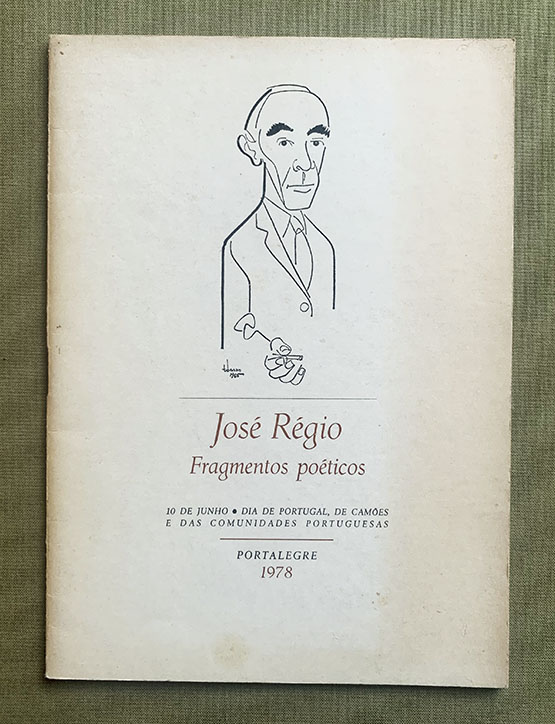 José Régio
Fragmentos poéticos
10 DE JUNHO • DIA DE PORTUGAL, DE CAMÕES
E DAS COMUNIDADES PORTUGUESAS
PORTALEGRE
1978